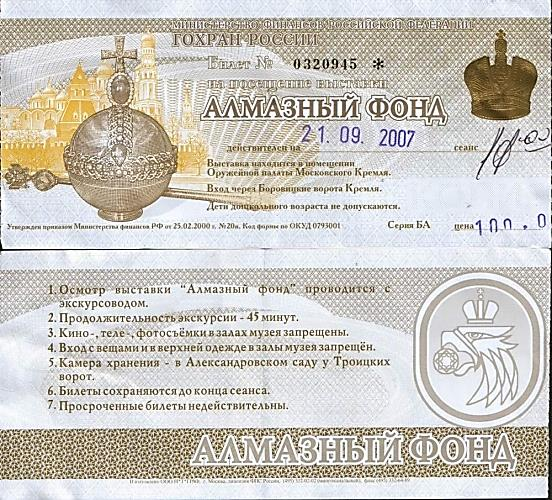 МИНИСТЕРСТВО ФИНАНСОВ РОССИЙСКОЙ ФЕДЕРАЦИИ
ГОХРАН РОССИИ
Билет № 0320945 *
на посещение выставки
АЛМАЗНЫЙ ФОНД
21. 09. 2007
действителен на сеанс
Выставка находится в помещении
Оружейной палаты Московского Кремля.
Вход через Боровицкие ворота Кремля.
Дети дошкольного возраста не допускаются.
Утвержден приказом Министерства финансов РФ от 25.02.2000 г. №20н. Код формы по ОКУД 0793001 Серия БА цена 100.0
1. Осмотр выставки "Алмазный фонд" проводится с
экскурсоводом.
2. Продолжительность экскурсии - 45 минут.
3. Кино-, теле-, фотосъёмки в залах музея запрещены.
4. Вход с вещами и в верхней одежде в залы музея запрещён.
5. Камера хранения - в Александровском саду у Троицких
ворот.
6. Билеты сохраняются до конца сеанса.
7. Просроченные билеты недействительны.
АЛМАЗНЫЙ ФОНД